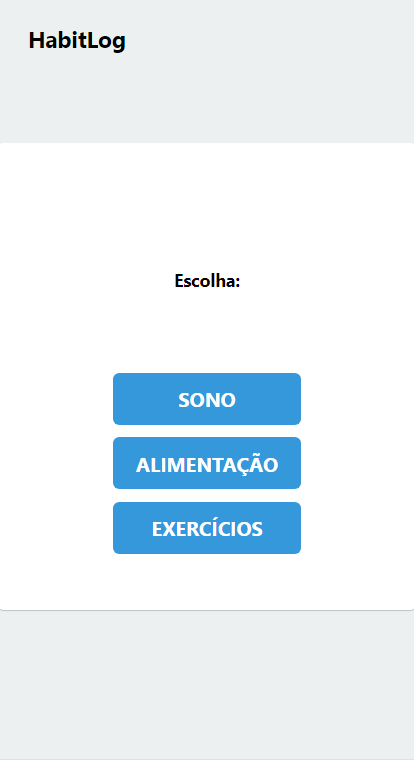 HabitLog
Escolha:
SONO
ALIMENTAÇÃO
EXERCÍCIOS